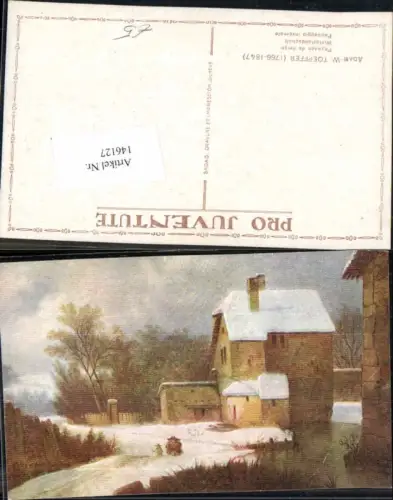 PRO JUVENTUTE
ADAM W. TOEPFFER (1766-1847)
Paysage de neige
Winterlandschaft
Paesaggio invernale
Artikel Nr.
146127